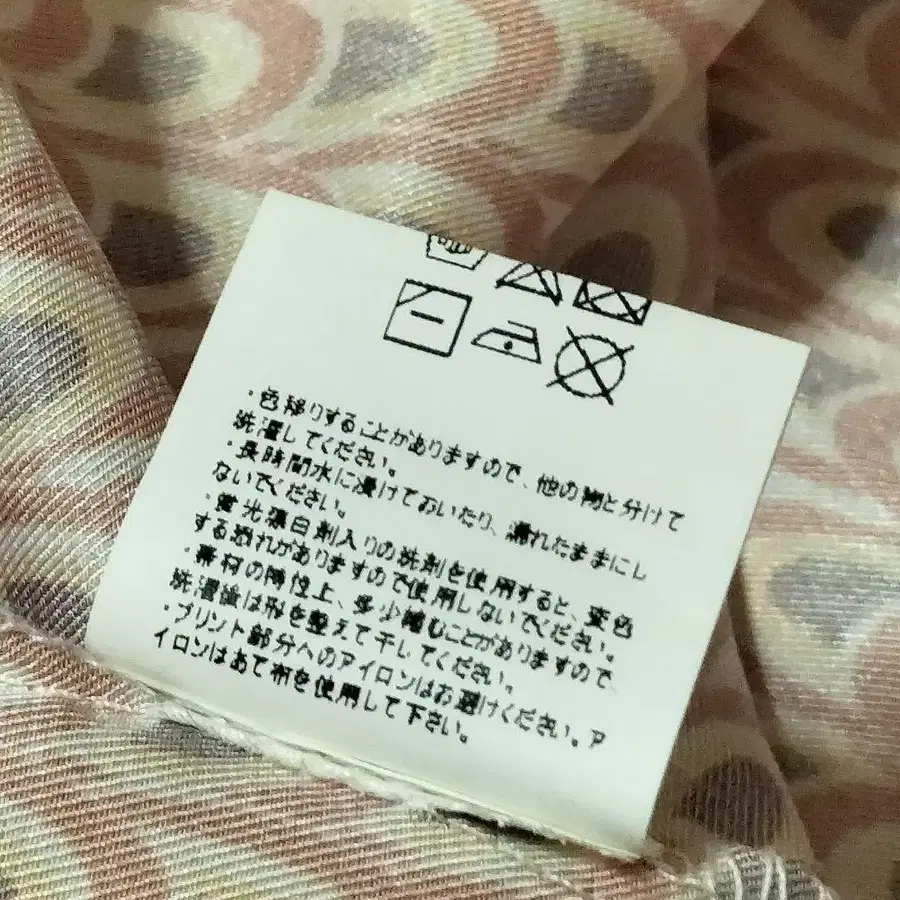 ・色移りすることがありますので、他の物と分けて
洗濯してください。
・長時間水に浸けておいたり、濡れたままにし
ないでください。
・蛍光漂白剤入りの洗剤を使用すると、変色
する恐れがありますので使用しないでください。
・素材の特性上、多少縮むことがありますので、
洗濯後は形を整えて干してください。
・プリント部分へのアイロンはお避けください。ア
イロンはあて布を使用して下さい。